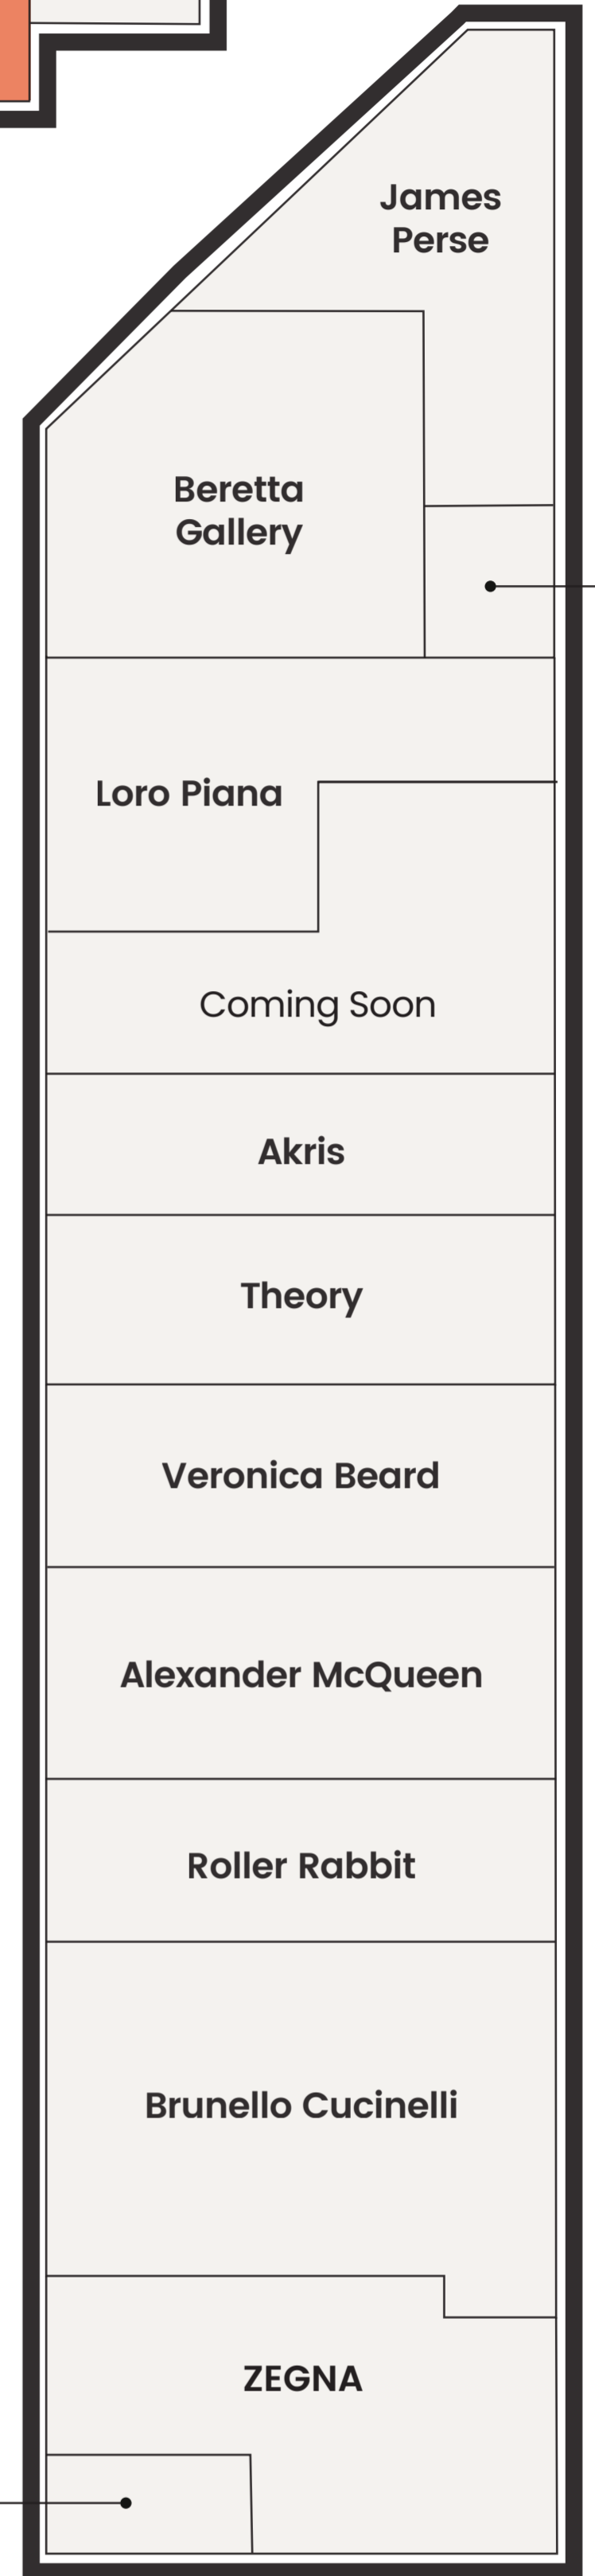 James
Perse
Beretta
Gallery
Loro Piana
Coming Soon
Akris
Theory
Veronica Beard
Alexander McQueen
Roller Rabbit
Brunello Cucinelli
ZEGNA